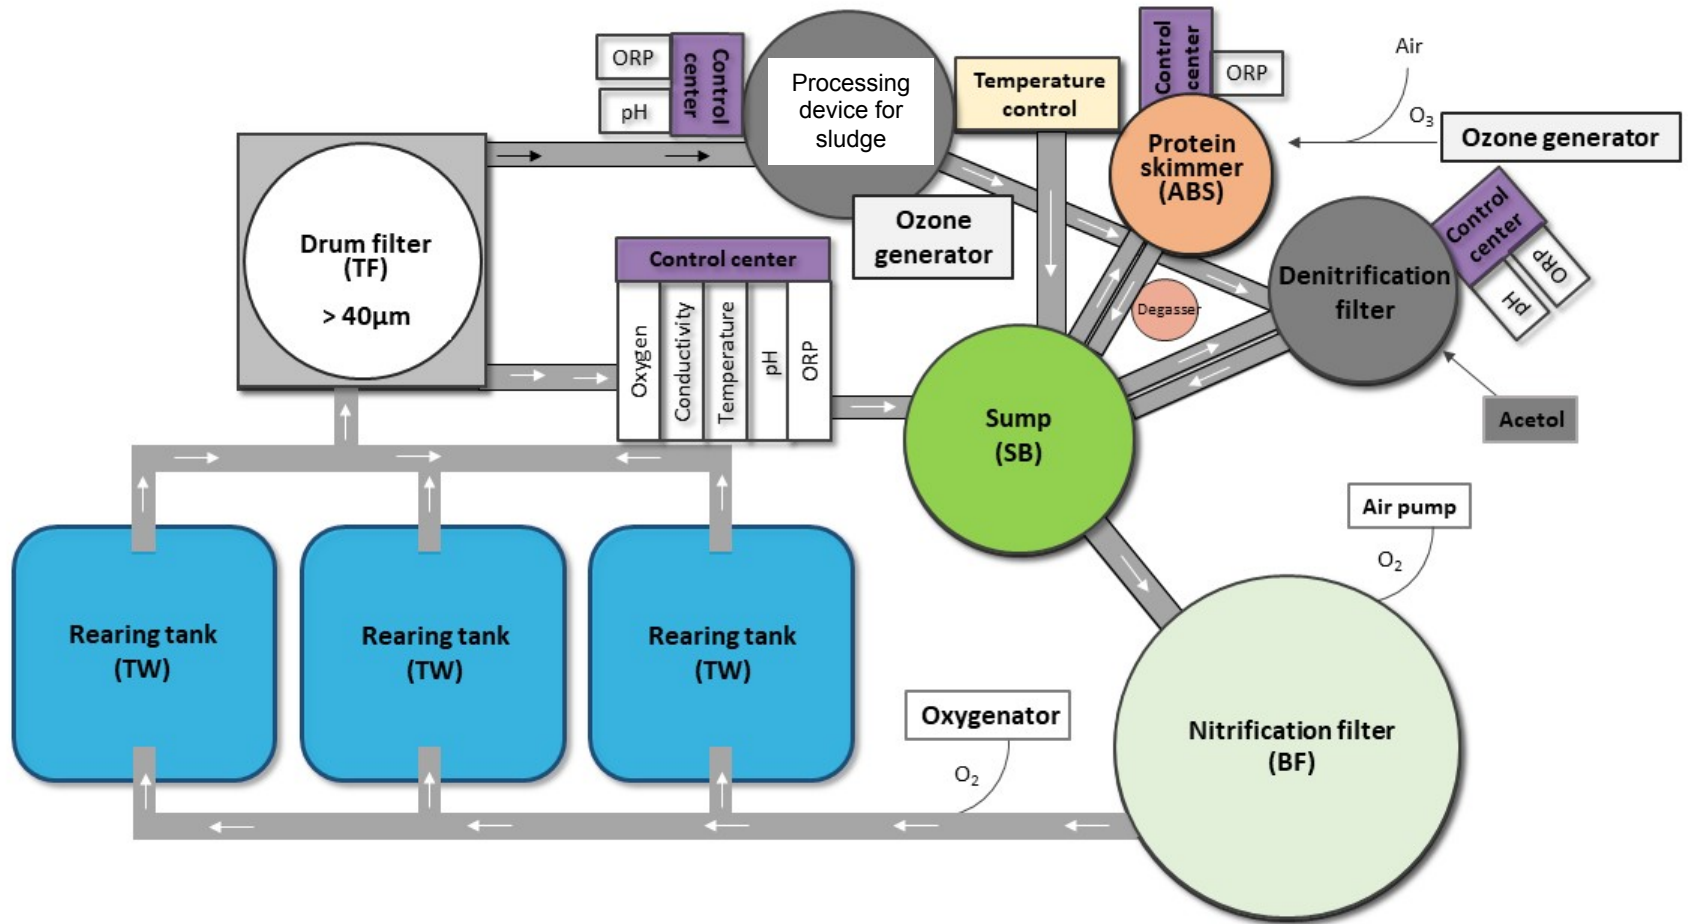 ORP
pH
Control
center
Processing
device for
sludge
Temperature
control
Control
center
ORP
Protein
skimmer
(ABS)
Air
O₃
Ozone generator
Ozone
generator
Drum filter
(TF)
> 40µm
Control center
Oxygen
Conductivity
Temperature
pH
ORP
Degasser
Denitrification
filter
Control
center
pH
ORP
Acetol
Sump
(SB)
Air pump
O₂
Rearing tank
(TW)
Rearing tank
(TW)
Rearing tank
(TW)
Oxygenator
O₂
Nitrification filter
(BF)